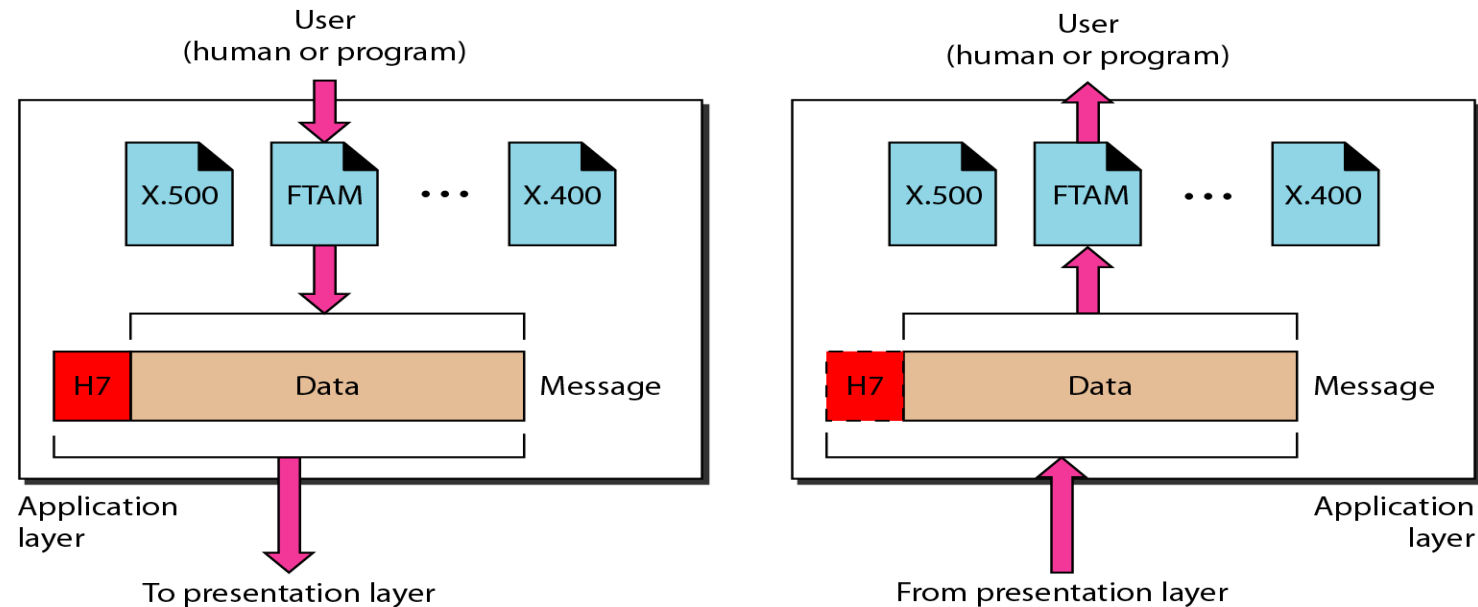 User
(human or program)
X.500
FTAM
...
X.400
H7
Data
Message
Application
layer
To presentation layer
User
(human or program)
X.500
FTAM
...
X.400
H7
Data
Message
Application
layer
From presentation layer